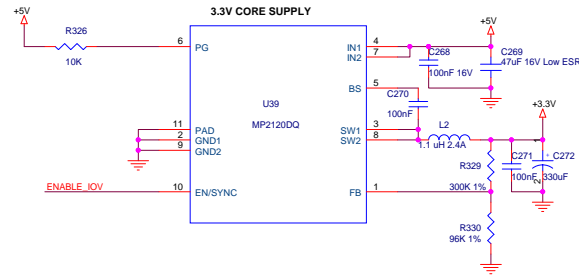 3.3V CORE SUPPLY
+5V
R326
10K
6
PG
IN1
4
IN2
7
+5V
C268
100nF 16V
C269
47uF 16V Low ESR
BS
5
C270
100nF
U39
MP2120DQ
11
PAD
2
GND1
9
GND2
SW1
3
SW2
8
L2
1.1 uH 2.4A
+3.3V
R329
300K 1%
C271
100nF
+
C272
330uF
2
ENABLE_IOV
10
EN/SYNC
FB
1
R330
96K 1%